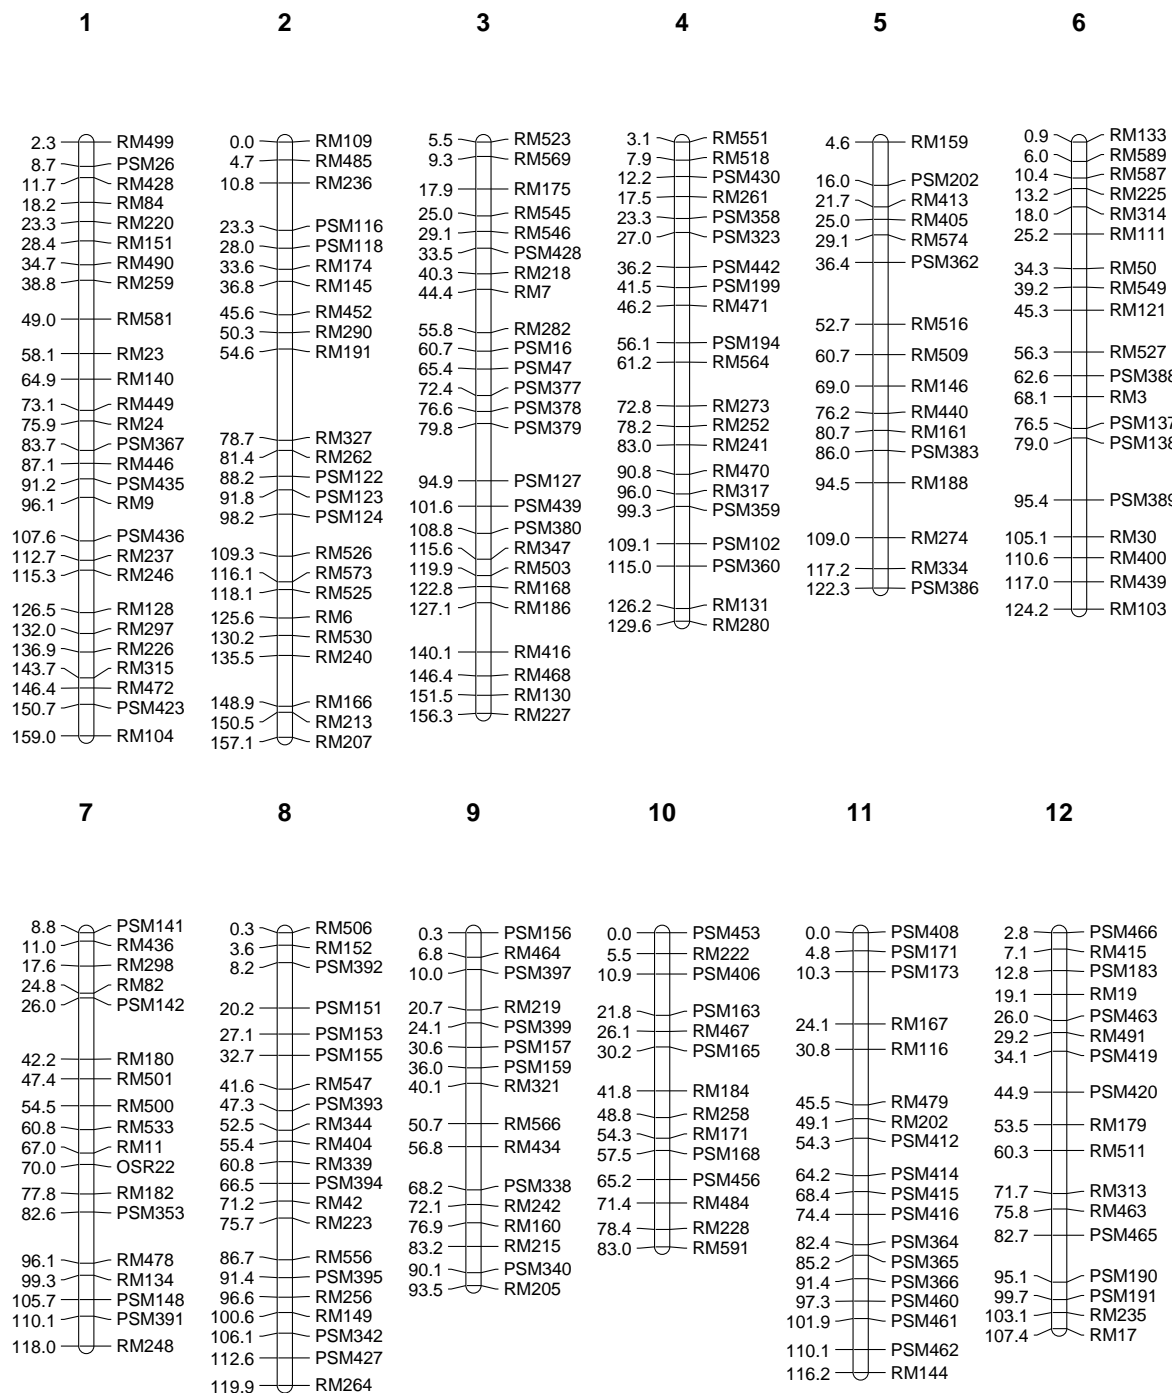 1
2.3 RM499
8.7 PSM26
11.7 RM428
18.2 RM84
23.3 RM220
28.4 RM151
34.7 RM490
38.8 RM259
49.0 RM581
58.1 RM23
64.9 RM140
73.1 RM449
75.9 RM24
83.7 PSM367
87.1 RM446
91.2 PSM435
96.1 RM9
107.6 PSM436
112.7 RM237
115.3 RM246
126.5 RM128
132.0 RM297
136.9 RM226
143.7 RM315
146.4 RM472
150.7 PSM423
159.0 RM104
2
0.0 RM109
4.7 RM485
10.8 RM236
23.3 PSM116
28.0 PSM118
33.6 RM174
36.8 RM145
45.6 RM452
50.3 RM290
54.6 RM191
78.7 RM327
81.4 RM262
88.2 PSM122
91.8 PSM123
98.2 PSM124
109.3 RM526
116.1 RM573
118.1 RM525
125.6 RM6
130.2 RM530
135.5 RM240
148.9 RM166
150.5 RM213
157.1 RM207
3
5.5 RM523
9.3 RM569
17.9 RM175
25.0 RM545
29.1 RM546
33.5 PSM428
40.3 RM218
44.4 RM7
55.8 RM282
60.7 PSM16
65.4 PSM47
72.4 PSM377
76.6 PSM378
79.8 PSM379
94.9 PSM127
101.6 PSM439
108.8 PSM380
115.6 RM347
119.9 RM503
122.8 RM168
127.1 RM186
140.1 RM416
146.4 RM468
151.5 RM130
156.3 RM227
4
3.1 RM551
7.9 RM518
12.2 PSM430
17.5 RM261
23.3 PSM358
27.0 PSM323
36.2 PSM442
41.5 PSM199
46.2 RM471
56.1 PSM194
61.2 RM564
72.8 RM273
78.2 RM252
83.0 RM241
90.8 RM470
96.0 RM317
99.3 PSM359
109.1 PSM102
115.0 PSM360
126.2 RM131
129.6 RM280
5
4.6 RM159
16.0 PSM202
21.7 RM413
25.0 RM405
29.1 RM574
36.4 PSM362
52.7 RM516
60.7 RM509
69.0 RM146
76.2 RM440
80.7 RM161
86.0 PSM383
94.5 RM188
109.0 RM274
117.2 RM334
122.3 PSM386
6
0.9 RM133
6.0 RM589
10.4 RM587
13.2 RM225
18.0 RM314
25.2 RM111
34.3 RM50
39.2 RM549
45.3 RM121
56.3 RM527
62.6 PSM388
68.1 RM3
76.5 PSM137
79.0 PSM138
95.4 PSM389
105.1 RM30
110.6 RM400
117.0 RM439
124.2 RM103
7
8.8 PSM141
11.0 RM436
17.6 RM298
24.8 RM82
26.0 PSM142
42.2 RM180
47.4 RM501
54.5 RM500
60.8 RM533
67.0 RM11
70.0 OSR22
77.8 RM182
82.6 PSM353
96.1 RM478
99.3 RM134
105.7 PSM148
110.1 PSM391
118.0 RM248
8
0.3 RM506
3.6 RM152
8.2 PSM392
20.2 PSM151
27.1 PSM153
32.7 PSM155
41.6 RM547
47.3 PSM393
52.5 RM344
55.4 RM404
60.8 RM339
66.5 PSM394
71.2 RM42
75.7 RM223
86.7 RM556
91.4 PSM395
96.6 RM256
100.6 RM149
106.1 PSM342
112.6 PSM427
119.9 RM264
9
0.3 PSM156
6.8 RM464
10.0 PSM397
20.7 RM219
24.1 PSM399
30.6 PSM157
36.0 PSM159
40.1 RM321
50.7 RM566
56.8 RM434
68.2 PSM338
72.1 RM242
76.9 RM160
83.2 RM215
90.1 PSM340
93.5 RM205
10
0.0 PSM453
5.5 RM222
10.9 PSM406
21.8 PSM163
26.1 RM467
30.2 PSM165
41.8 RM184
48.8 RM258
54.3 RM171
57.5 PSM168
65.2 PSM456
71.4 RM484
78.4 RM228
83.0 RM591
11
0.0 PSM408
4.8 PSM171
10.3 PSM173
24.1 RM167
30.8 RM116
45.5 RM479
49.1 RM202
54.3 PSM412
64.2 PSM414
68.4 PSM415
74.4 PSM416
82.4 PSM364
85.2 PSM365
91.4 PSM366
97.3 PSM460
101.9 PSM461
110.1 PSM462
116.2 RM144
12
2.8 PSM466
7.1 RM415
12.8 PSM183
19.1 RM19
26.0 PSM463
29.2 RM491
34.1 PSM419
44.9 PSM420
53.5 RM179
60.3 RM511
71.7 RM313
75.8 RM463
82.7 PSM465
95.1 PSM190
99.7 PSM191
103.1 RM235
107.4 RM17